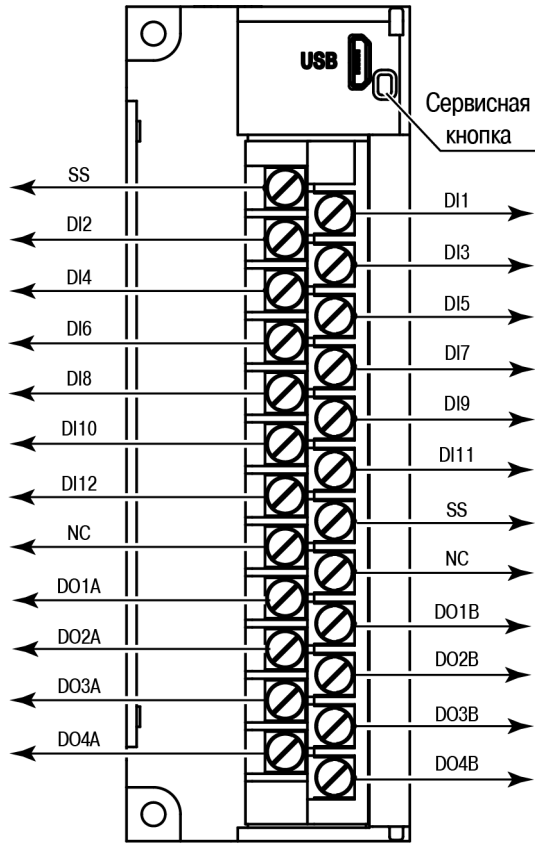 USB
Сервисная
кнопка
SS
DI1
DI2
DI3
DI4
DI5
DI6
DI7
DI8
DI9
DI10
DI11
DI12
SS
NC
NC
DO1A
DO1B
DO2A
DO2B
DO3A
DO3B
DO4A
DO4B